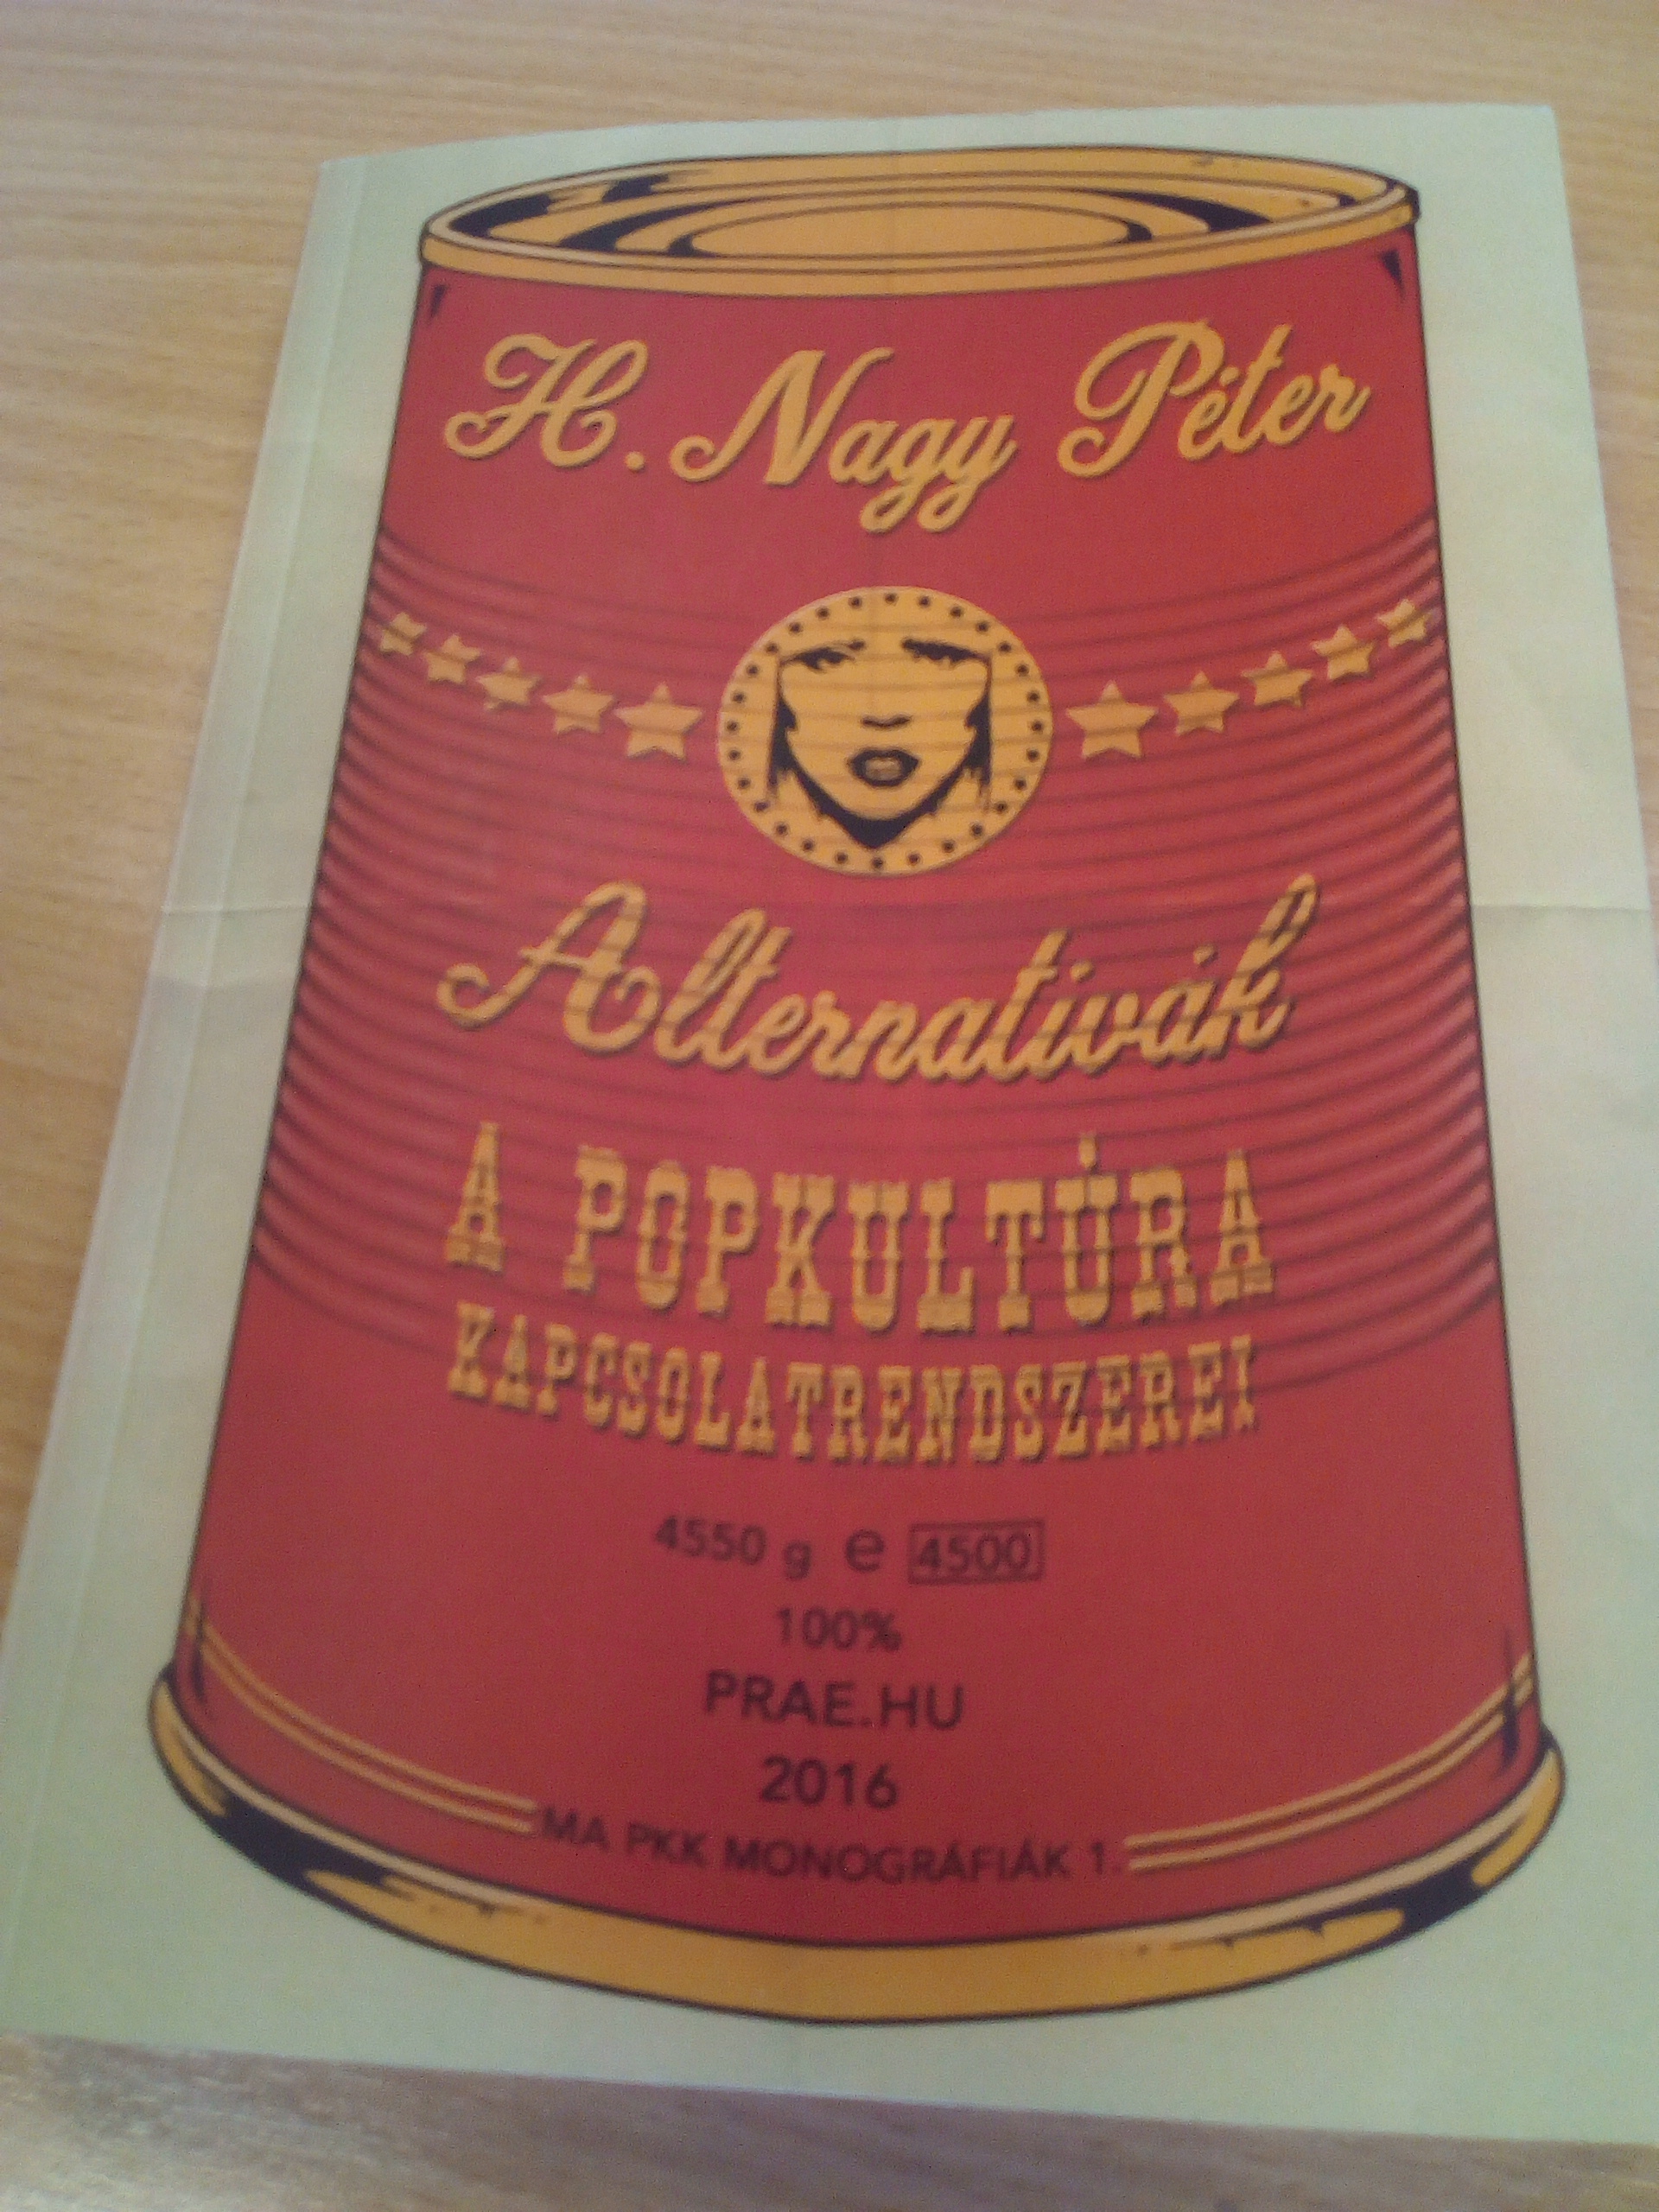 H. Nagy Péter
Alternatívák
A POPKULTÚRA
KAPCSOLATRENDSZEREI
4550 g e 4500
100%
PRAE.HU
2016
MA PKK MONOGRÁFIÁK 1.